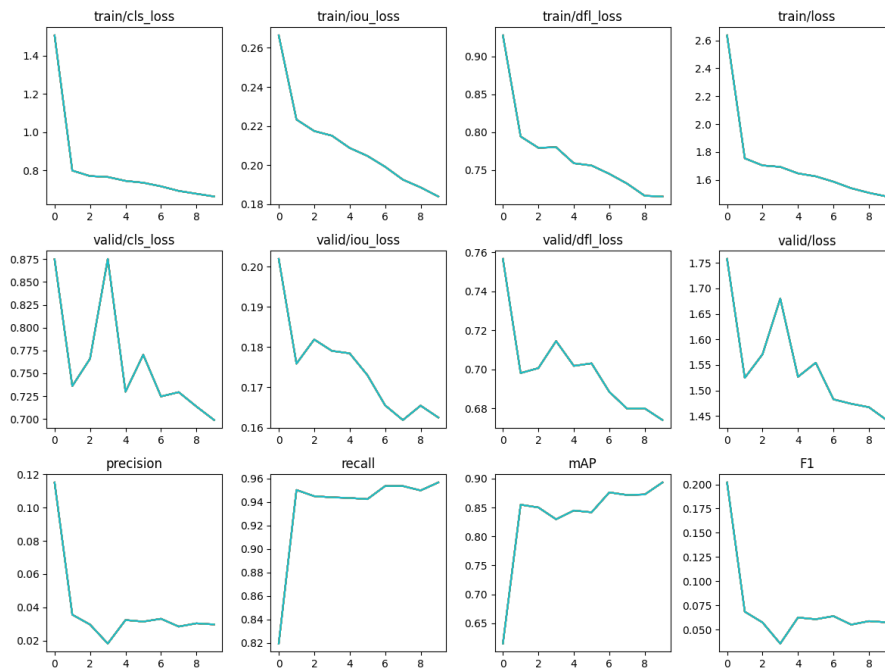 train/cls_loss
train/iou_loss
train/dfl_loss
train/loss
1.4
1.2
1.0
0.8
0 2 4 6 8
0.26
0.24
0.22
0.20
0.18
0 2 4 6 8
0.90
0.85
0.80
0.75
0 2 4 6 8
2.6
2.4
2.2
2.0
1.8
1.6
0 2 4 6 8
valid/cls_loss
valid/iou_loss
valid/dfl_loss
valid/loss
0.875
0.850
0.825
0.800
0.775
0.750
0.725
0.700
0 2 4 6 8
0.20
0.19
0.18
0.17
0.16
0 2 4 6 8
0.76
0.74
0.72
0.70
0.68
0 2 4 6 8
1.75
1.70
1.65
1.60
1.55
1.50
1.45
0 2 4 6 8
precision
recall
mAP
F1
0.12
0.10
0.08
0.06
0.04
0.02
0 2 4 6 8
0.96
0.94
0.92
0.90
0.88
0.86
0.84
0.82
0 2 4 6 8
0.90
0.85
0.80
0.75
0.70
0.65
0 2 4 6 8
0.200
0.175
0.150
0.125
0.100
0.075
0.050
0 2 4 6 8